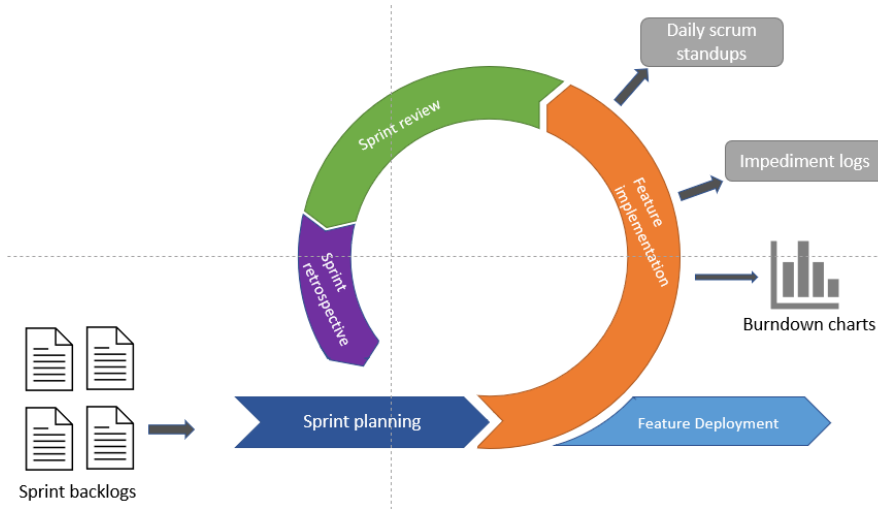 Daily scrum
standups
Sprint review
Impediment logs
Feature
implementation
Sprint
retrospective
Burndown charts
Sprint planning
Feature Deployment
Sprint backlogs